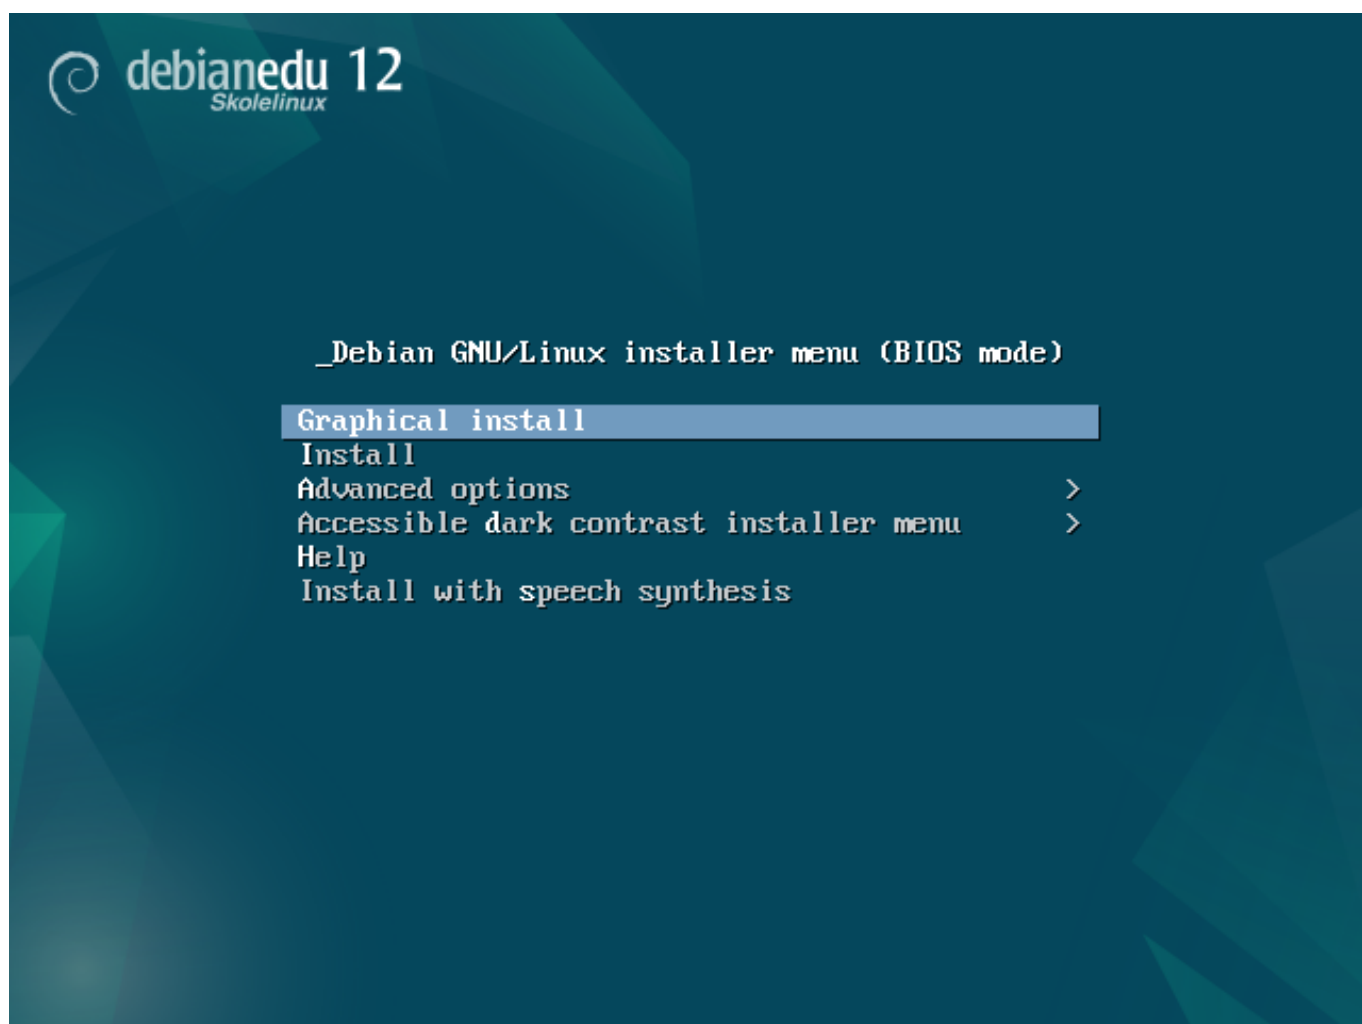 debianedu 12
Skolelinux
_Debian GNU/Linux installer menu (BIOS mode)
Graphical install
Install
Advanced options >
Accessible dark contrast installer menu >
Help
Install with speech synthesis